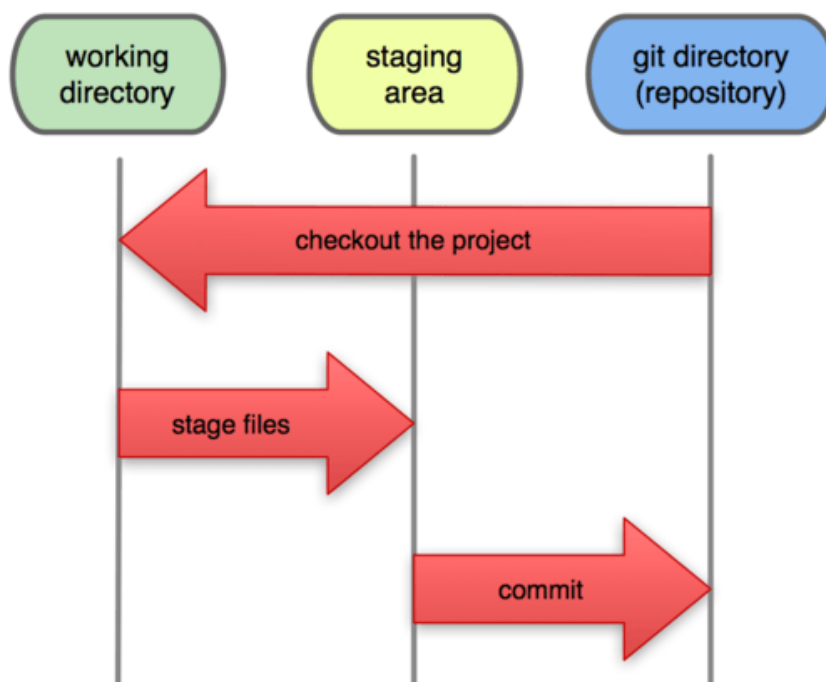 working
directory
staging
area
git directory
(repository)
checkout the project
stage files
commit